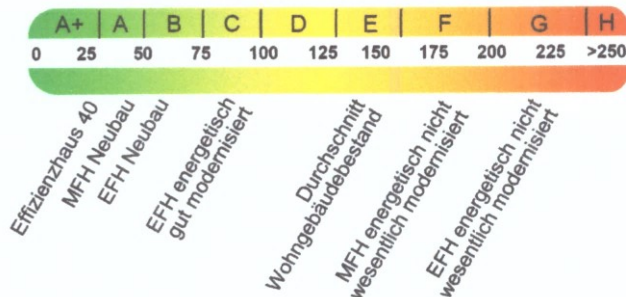 A+ A B C D E F G H
0 25 50 75 100 125 150 175 200 225 >250
Effizienzhaus 40
MFH Neubau
EFH Neubau
EFH energetisch
gut modernisiert
Durchschnitt
Wohngebäudebestand
MFH energetisch nicht
wesentlich modernisiert
EFH energetisch nicht
wesentlich modernisiert